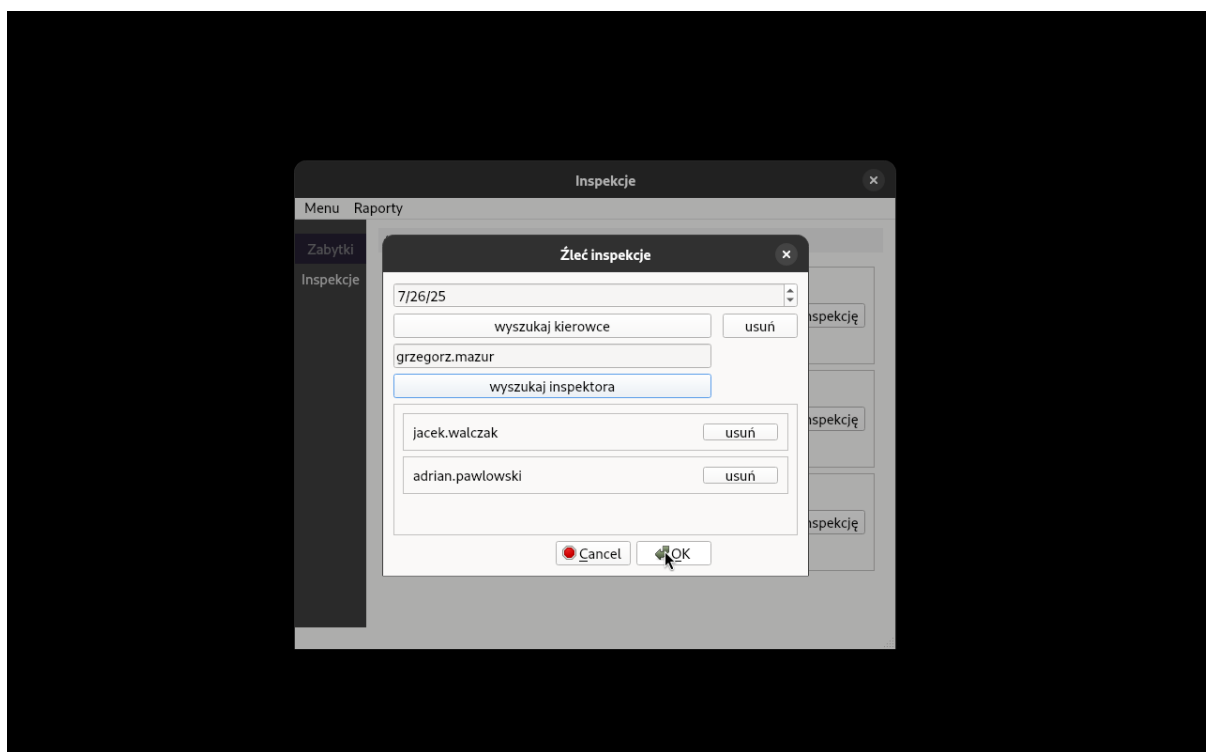 Inspekcje
Menu Raporty
Zabytki
Inspekcje
Źleć inspekcje
7/26/25
wyszukaj kierowce usuń
grzegorz.mazur
wyszukaj inspektora
jacek.walczak usuń
adrian.pawlowski usuń
Cancel OK